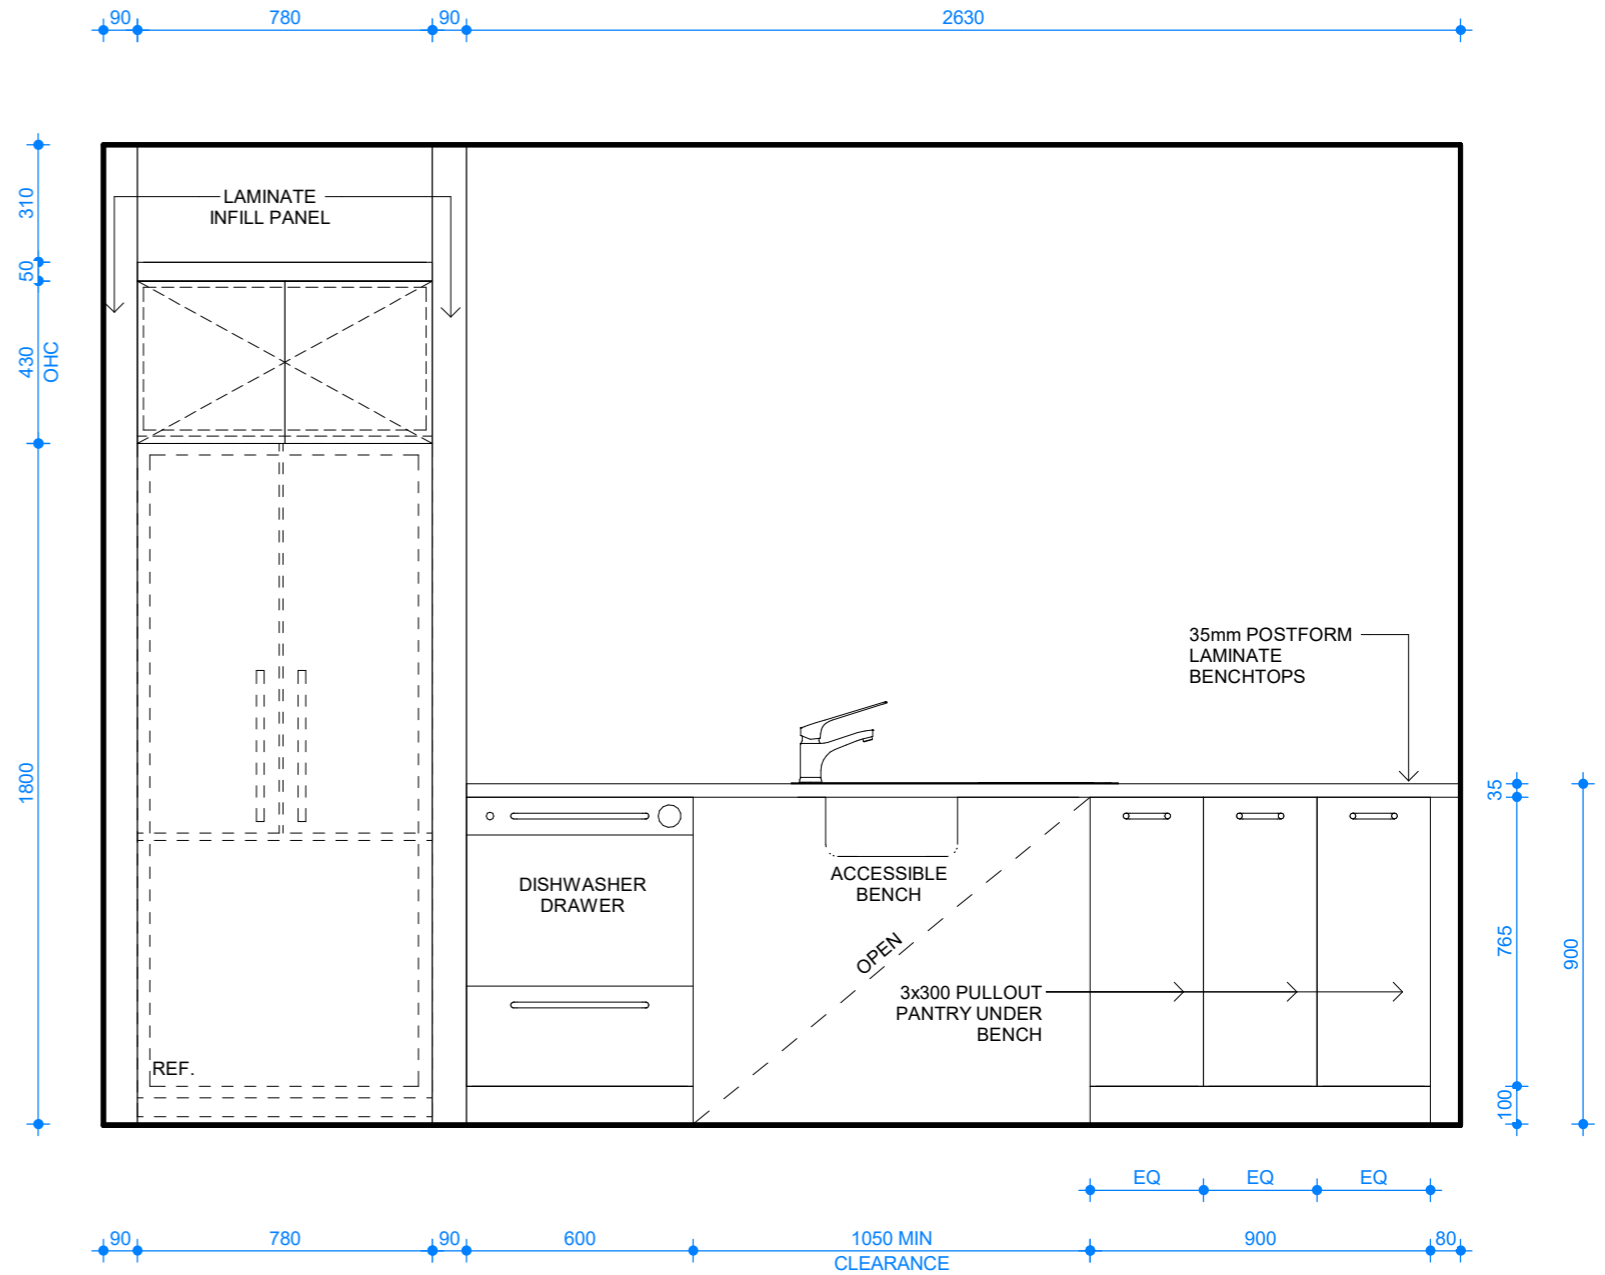 90 780 90 2630
310
50
430
OHC
1800
LAMINATE
INFILL PANEL
35mm POSTFORM
LAMINATE
BENCHTOPS
35
765
900
100
DISHWASHER
DRAWER
ACCESSIBLE
BENCH
OPEN
3x300 PULLOUT
PANTRY UNDER
BENCH
REF.
EQ EQ EQ
90 780 90 600 1050 MIN 900 80
CLEARANCE